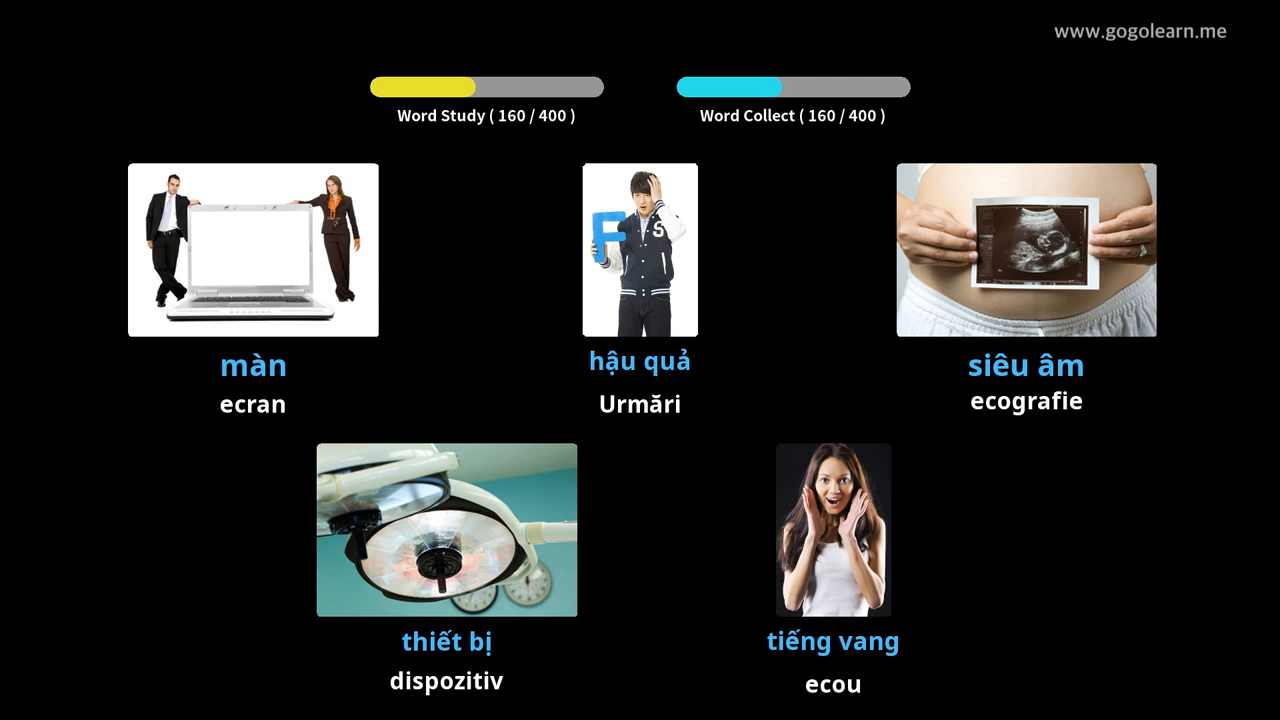 www.gogolearn.me
Word Study ( 160 / 400 )
Word Collect ( 160 / 400 )
F
S
màn
ecran
hậu quả
Urmări
siêu âm
ecografie
thiết bị
dispozitiv
tiếng vang
ecou